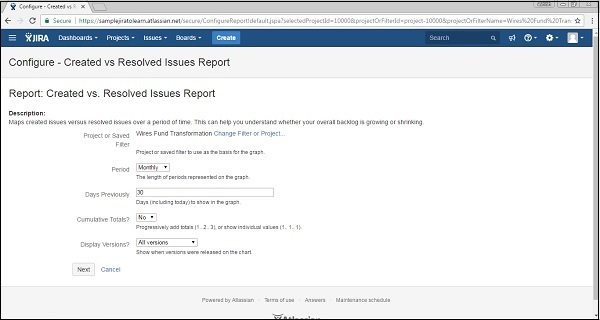 Configure - Created vs R
Secure https://samplejiratolearn.atlassian.net/secure/ConfigureReport!default.jspa?selectedProjectId=10000&projectOrFilterId=project-10000&projectOrFilterName=Wires%20Fund%20Tran
JIRA Dashboards Projects Issues Boards Create Search
Configure - Created vs Resolved Issues Report
Report: Created vs. Resolved Issues Report
Description:
Maps created issues versus resolved issues over a period of time. This can help you understand whether your overall backlog is growing or shrinking.
Project or Saved Filter Wires Fund Transformation Change Filter or Project...
Project or saved filter to use as the basis for the graph.
Period Monthly
The length of periods represented on the graph.
Days Previously 30
Days (including today) to show in the graph.
Cumulative Totals? No
Progressively add totals (1.. 2.. 3), or show individual values (1.. 1.. 1).
Display Versions? All versions
Show when versions were released on the chart.
Next Cancel
Powered by Atlassian Terms of use Answers Maintenance schedule
Atlassian